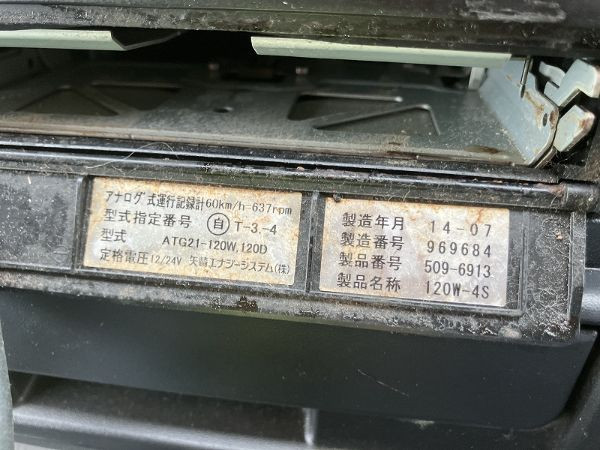 アナログ式運行記録計60km/h-637rpm
型式指定番号 自 T-3-4
型式 ATG21-120W,120D
定格電圧12/24V 矢崎エナジーシステム(株)
製造年月 14-07
製造番号 969684
製品番号 509-6913
製品名称 120W-4S